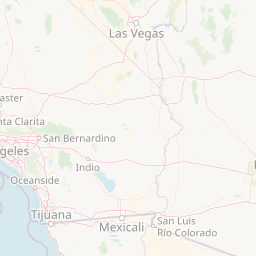 Las Vegas
aster
nta Clarita
San Bernardino
geles
Indio
Oceanside
Tijuana
Mexicali
San Luis
Río Colorado